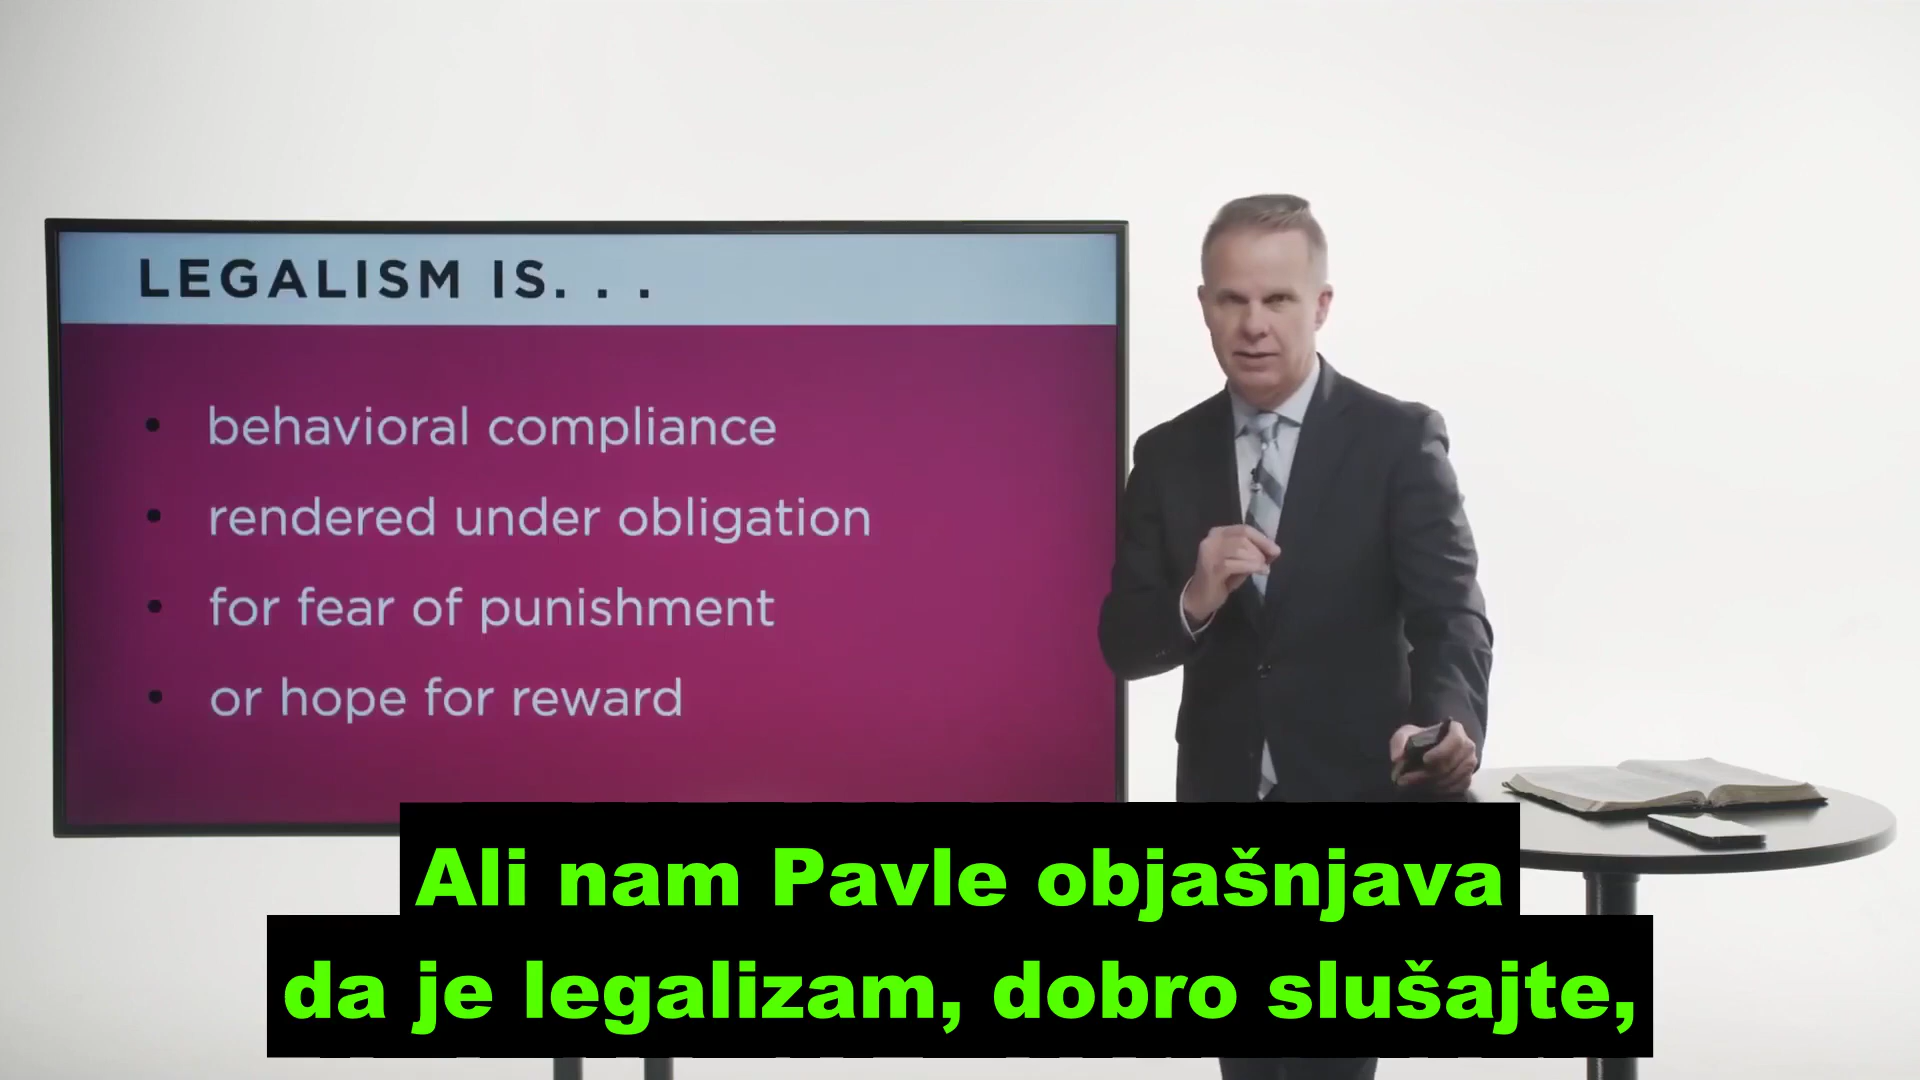 LEGALISM IS. . .
• behavioral compliance
• rendered under obligation
• for fear of punishment
• or hope for reward
Ali nam Pavle objašnjava
da je legalizam, dobro slušajte,